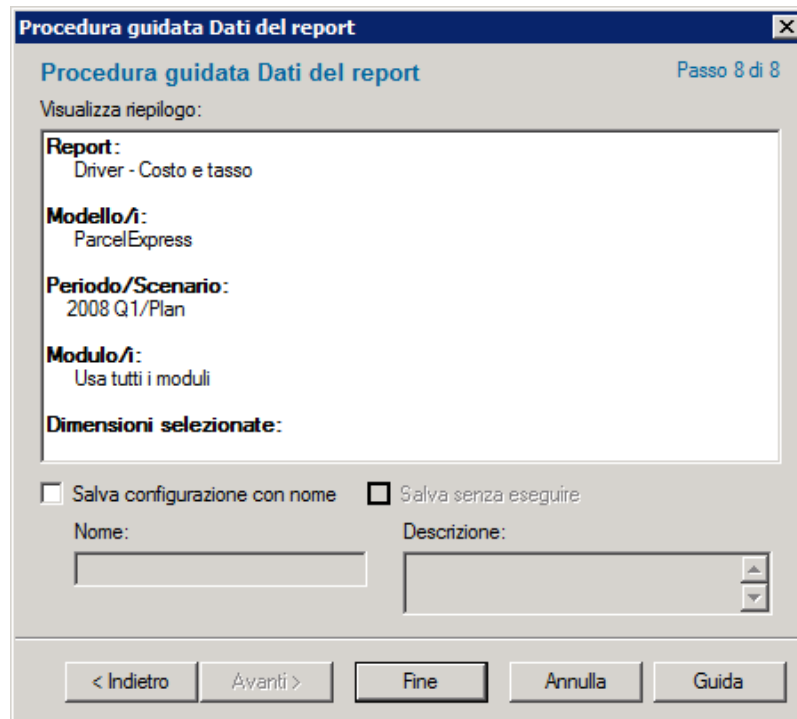 Procedura guidata Dati del report
Procedura guidata Dati del report
Passo 8 di 8
Visualizza riepilogo:
Report:
Driver - Costo e tasso
Modello/i:
ParcelExpress
Periodo/Scenario:
2008 Q1/Plan
Modulo/i:
Usa tutti i moduli
Dimensioni selezionate:
Salva configurazione con nome
Salva senza eseguire
Nome:
Descrizione:
< Indietro
Avanti >
Fine
Annulla
Guida